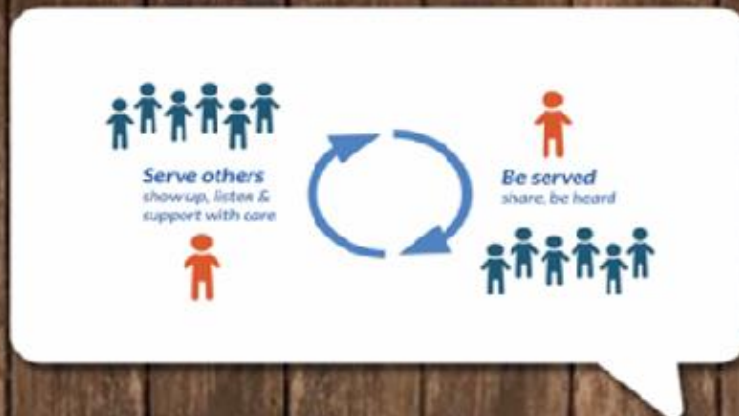 Serve others
show up, listen &
support with care
Be served
share, be heard